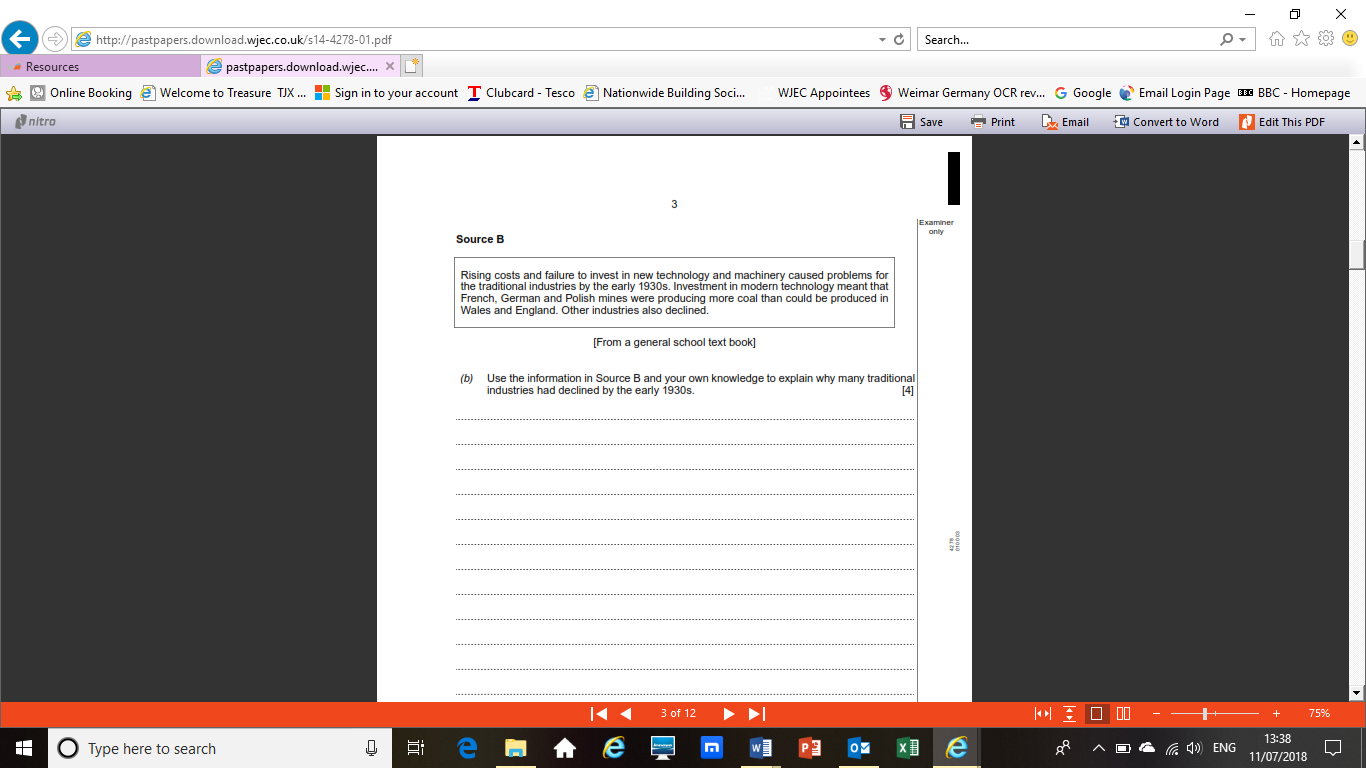 http://pastpapers.download.wjec.co.uk/s14-4278-01.pdf
Search...
Resources
pastpapers.download.wjec....
Online Booking
Welcome to Treasure TJX ...
Sign in to your account
Clubcard - Tesco
Nationwide Building Soci...
WJEC Appointees
Weimar Germany OCR rev...
Google
Email Login Page
BBC - Homepage
nitro
Save
Print
Email
Convert to Word
Edit This PDF
3
Examiner
only
Source B
Rising costs and failure to invest in new technology and machinery caused problems for
the traditional industries by the early 1930s. Investment in modern technology meant that
French, German and Polish mines were producing more coal than could be produced in
Wales and England. Other industries also declined.
[From a general school text book]
(b) Use the information in Source B and your own knowledge to explain why many traditional
industries had declined by the early 1930s. [4]
4278
010003
3 of 12
75%
Type here to search
ENG
13:38
11/07/2018